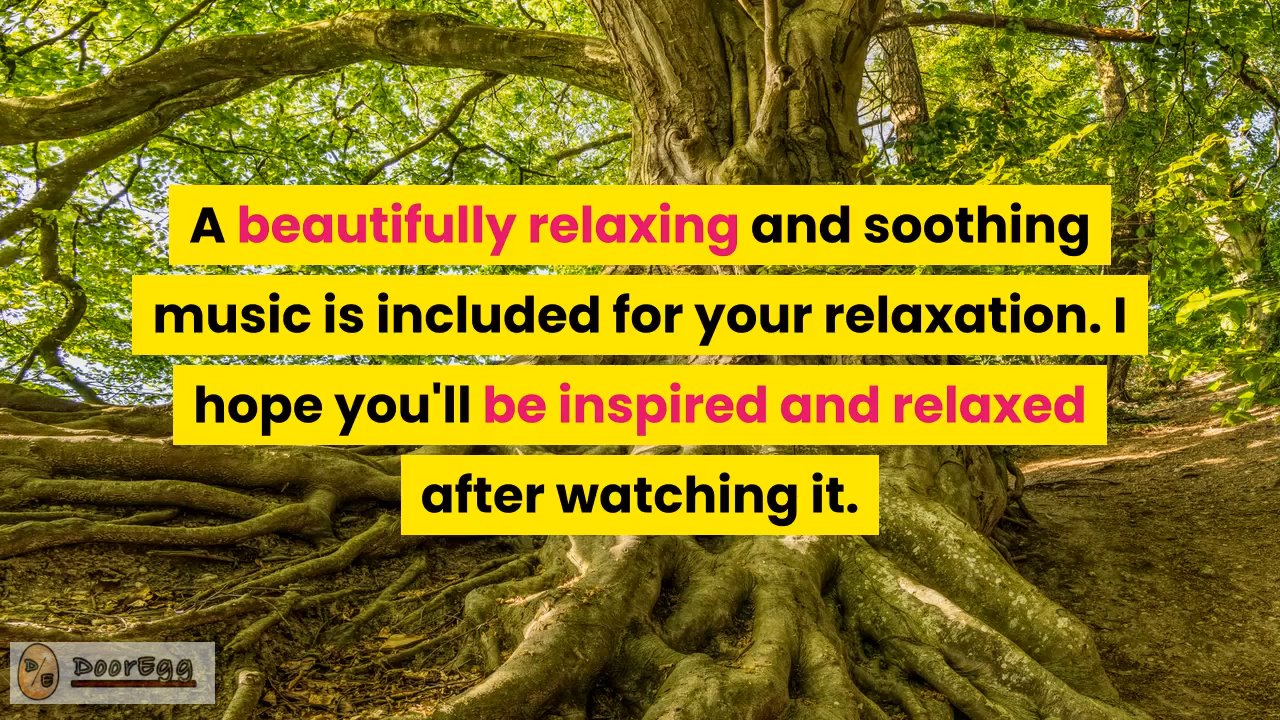 A beautifully relaxing and soothing
music is included for your relaxation. I
hope you'll be inspired and relaxed
after watching it.
D/E DoorEgg